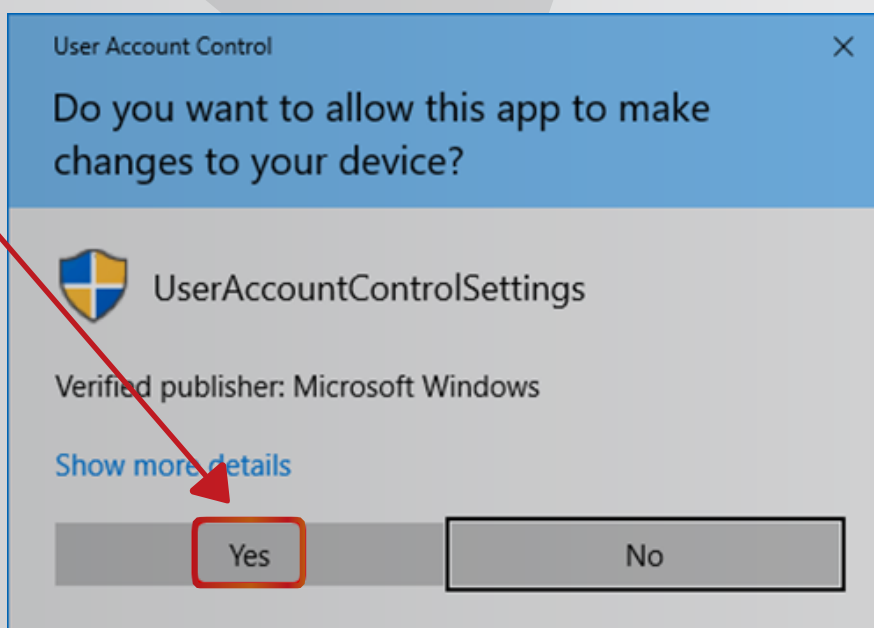 User Account Control
Do you want to allow this app to make
changes to your device?
UserAccountControlSettings
Verified publisher: Microsoft Windows
Show more details
Yes
No